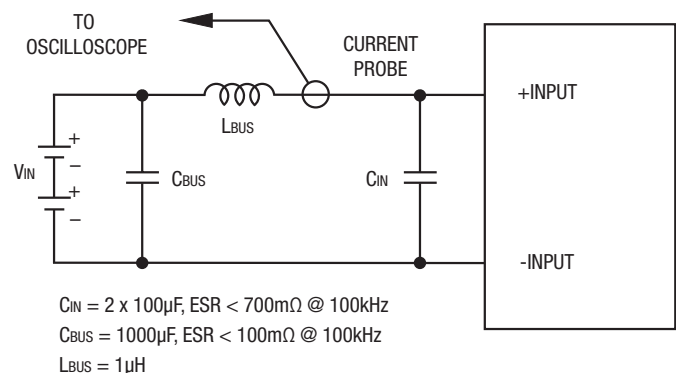 TO
OSCILLOSCOPE
CURRENT
PROBE
+INPUT
LBUS
VIN
+
–
+
–
CBUS
CIN
-INPUT
CIN = 2 x 100µF, ESR < 700mΩ @ 100kHz
CBUS = 1000µF, ESR < 100mΩ @ 100kHz
LBUS = 1µH